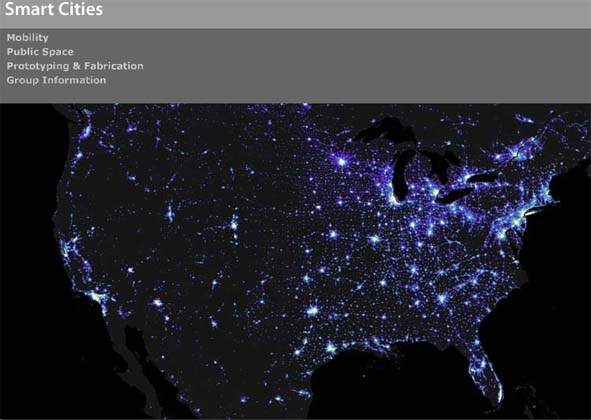 Smart Cities
Mobility
Public Space
Prototyping & Fabrication
Group Information